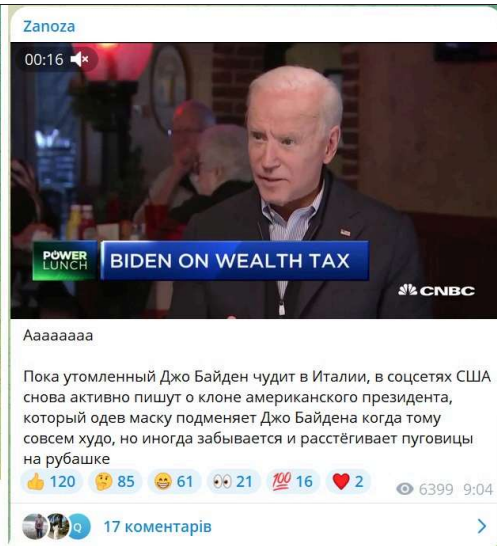 Zanoza
00:16
POWER
LUNCH
BIDEN ON WEALTH TAX
CNBC
Аааааааа
Пока утомленный Джо Байден чудит в Италии, в соцсетях США
снова активно пишут о клоне американского президента,
который одев маску подменяет Джо Байдена когда тому
совсем худо, но иногда забывается и расстёгивает пуговицы
на рубашке
👍 120 🤔 85 😁 61 👀 21 💯 16 ❤ 2
6399 9:04
Q
17 коментарів